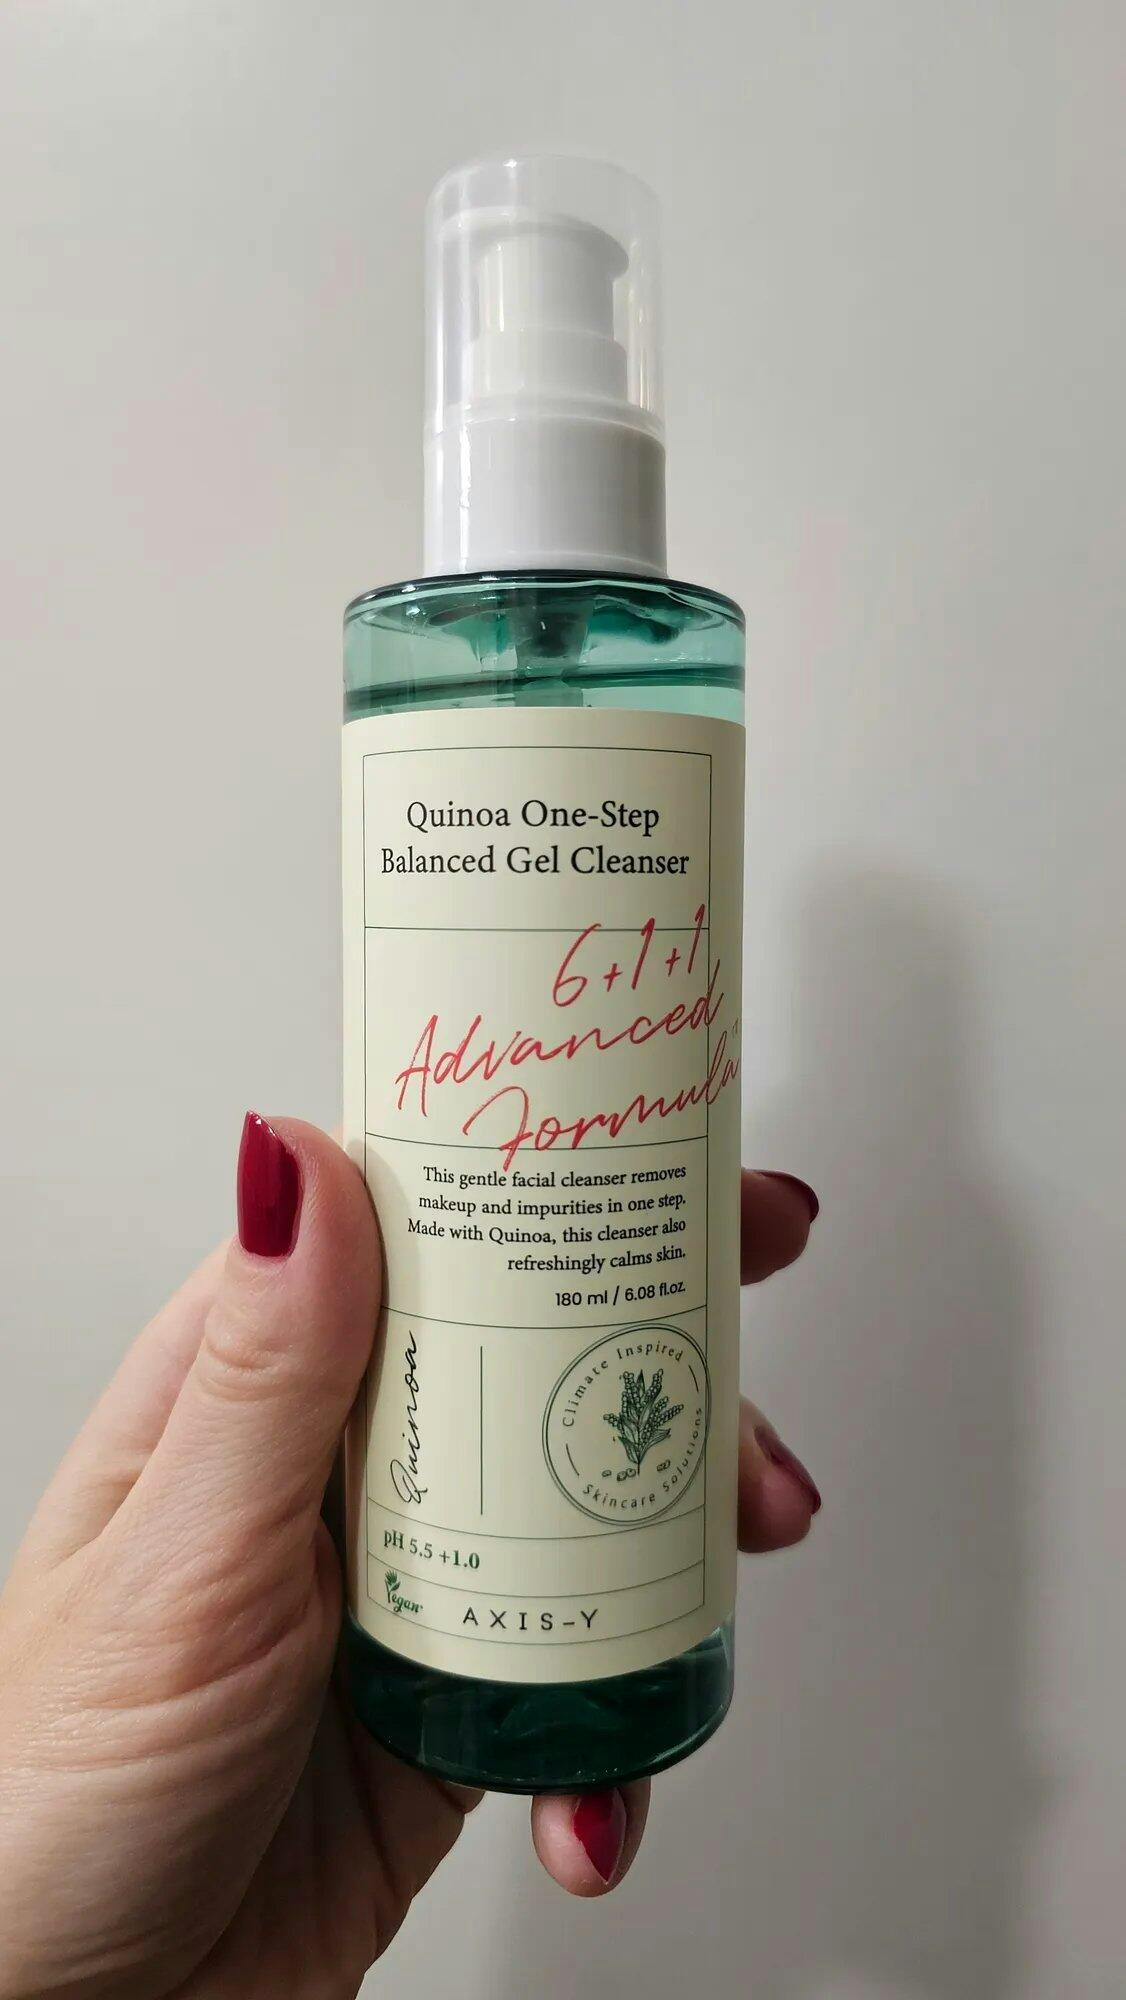 Quinoa One-Step
Balanced Gel Cleanser
6+1+1
Advanced
Formula
This gentle facial cleanser removes
makeup and impurities in one step.
Made with Quinoa, this cleanser also
refreshingly calms skin.
180 ml / 6.08 fl.oz.
Quinoa
Climate Inspired
Skincare Solutions
pH 5.5 +1.0
Vegan
AXIS-Y